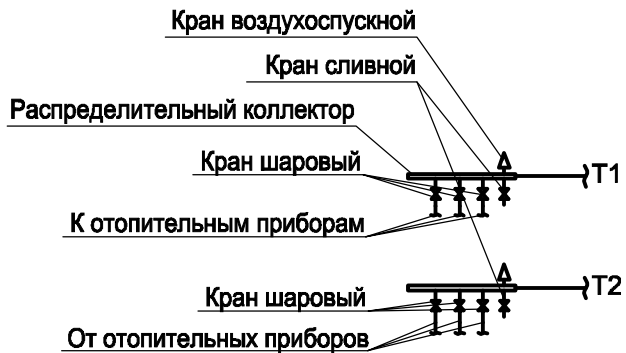 Кран воздухоспускной
Кран сливной
Распределительный коллектор
Кран шаровый
Т1
К отопительным приборам
Т2
Кран шаровый
От отопительных приборов